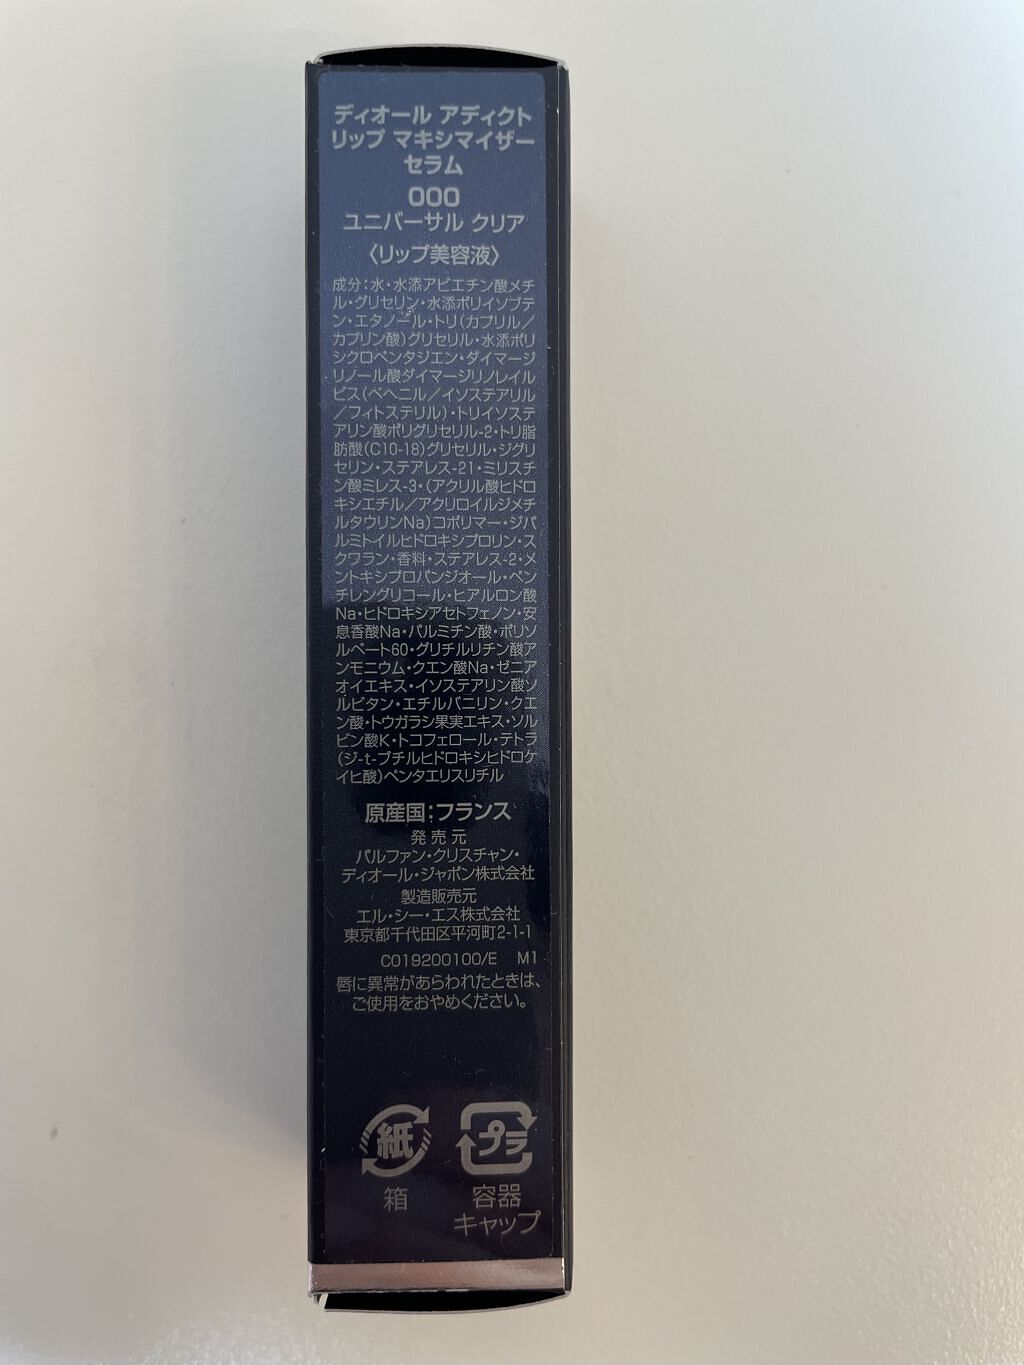 ディオール アディクト
リップ マキシマイザー
セラム
000
ユニバーサル クリア
〈リップ美容液〉
成分：水・水添アビエチン酸メチ
ル・グリセリン・水添ポリイソブテ
ン・エタノール・トリ(カプリル／
カプリン酸)グリセリル・水添ポリ
シクロペンタジエン・ダイマージ
リノール酸ダイマージリノレイル
ビス(ベヘニル／イソステアリル
／フィトステリル)・トリイソステ
アリン酸ポリグリセリル-2・トリ脂
肪酸(C10-18)グリセリル・ジグリ
セリン・ステアレス-21・ミリスチ
ン酸ミレス-3・(アクリル酸ヒドロ
キシエチル／アクリロイルジメチ
ルタウリンNa)コポリマー・ジパ
ルミトイルヒドロキシプロリン・ス
クワラン・香料・ステアレス-2・メ
ントキシプロパンジオール・ペン
チレングリコール・ヒアルロン酸
Na・ヒドロキシアセトフェノン・安
息香酸Na・パルミチン酸・ポリソ
ルベート60・グリチルリチン酸ア
ンモニウム・クエン酸Na・ゼニア
オイエキス・イソステアリン酸ソ
ルビタン・エチルバニリン・クエ
ン酸・トウガラシ果実エキス・ソル
ビン酸K・トコフェロール・テトラ
(ジ-t-ブチルヒドロキシヒドロケ
イヒ酸)ペンタエリスリチル
原産国：フランス
発売元
パルファン・クリスチャン・
ディオール・ジャポン株式会社
製造販売元
エル・シー・エス株式会社
東京都千代田区平河町2-1-1
C019200100/E M1
唇に異常があらわれたときは、
ご使用をおやめください。
紙 プラ
箱 容器
キャップ